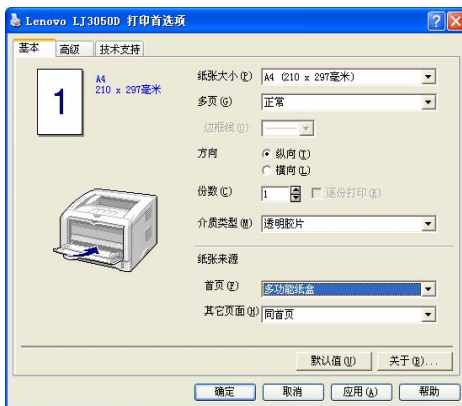 Lenovo LJ3050D 打印首选项
基本 高级 技术支持
1
A4
210 x 297毫米
纸张大小(P) A4 (210 x 297毫米)
多页(G) 正常
边框线(O)
方向 纵向(T)
横向(L)
份数(C) 1 逐份打印(E)
介质类型(M) 透明胶片
纸张来源
首页(F) 多功能纸盒
其它页面(H) 同首页
默认值(U) 关于(B)...
确定 取消 应用(A) 帮助